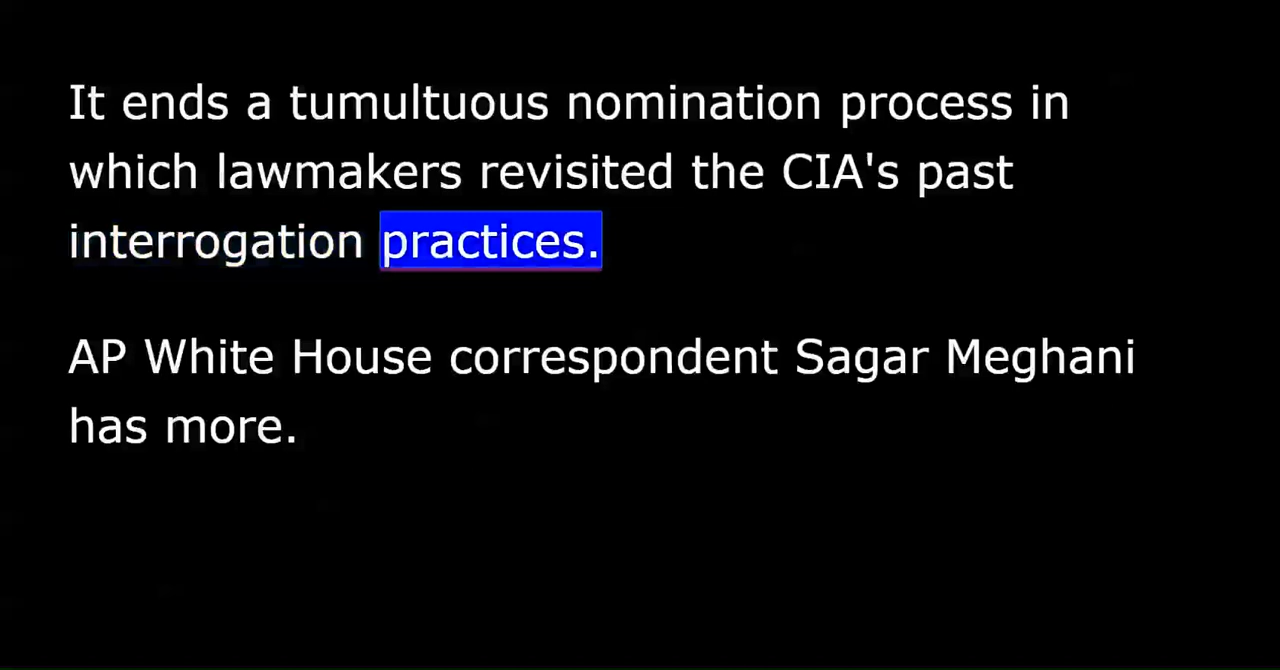 It ends a tumultuous nomination process in
which lawmakers revisited the CIA's past
interrogation practices.
AP White House correspondent Sagar Meghani
has more.